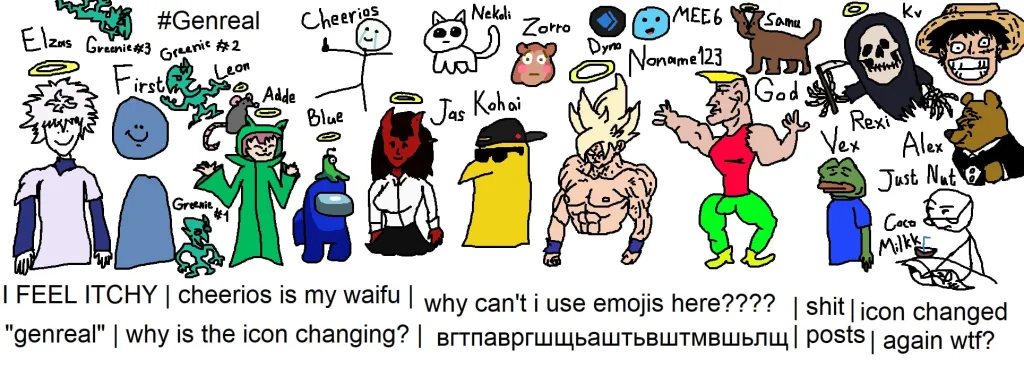 #Genreal
Elzas
Greenie#3
Greenie #2
Cheerios
Nekoli
Zorro
Dyno
MEE6
Samu
Kv
First
Leon
Adde
Blue
Jas
Kohai
Noname123
God
Rexi
Vex
Alex
Just Nut
Greenie #1
Coco
Milkk
I FEEL ITCHY | cheerios is my waifu | why can't i use emojis here???? | shit | icon changed
"genreal" | why is the icon changing? | вгтпавргшщьаштьвштмвшьлщ | posts | again wtf?